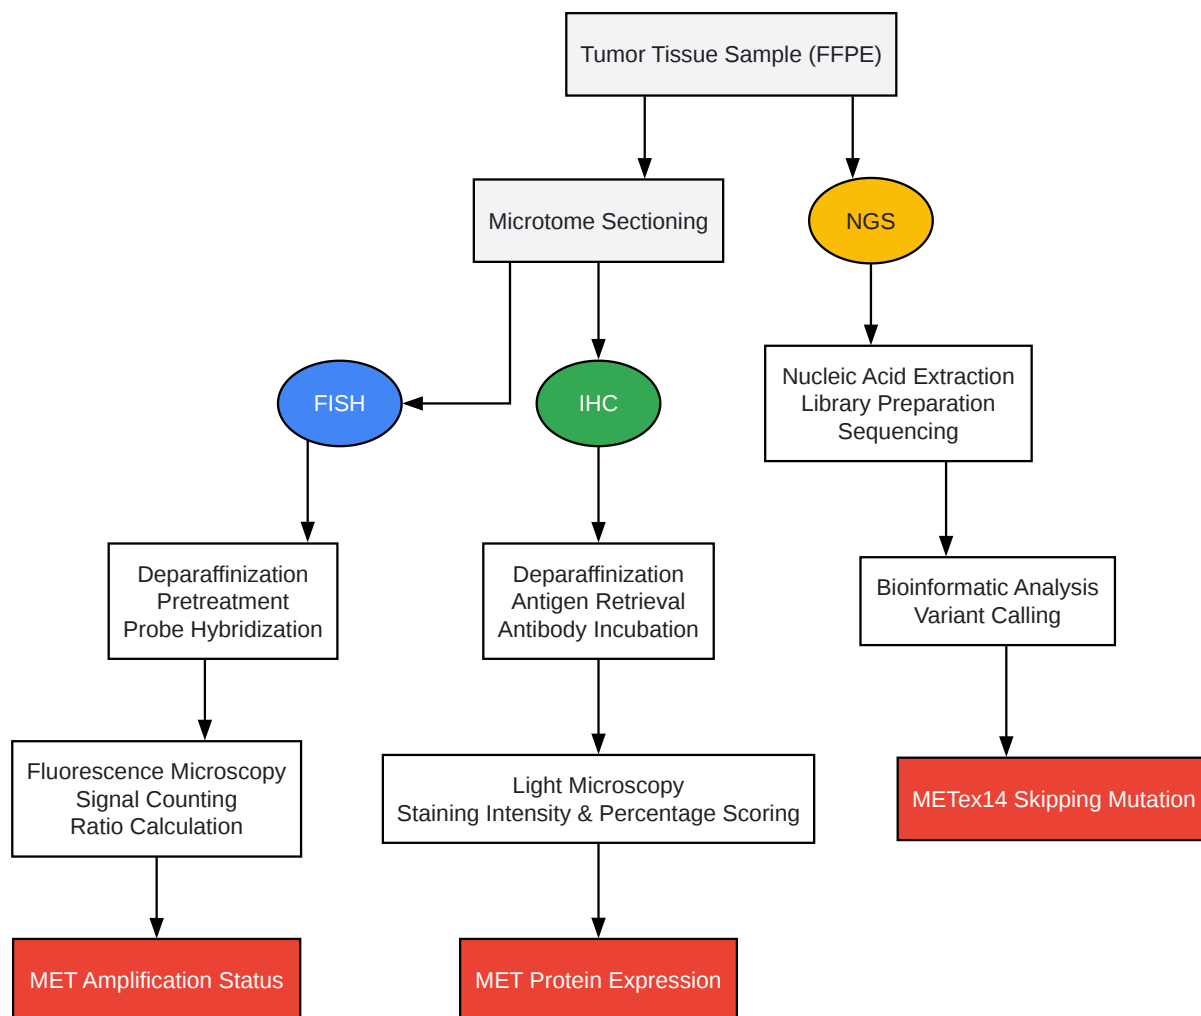 Tumor Tissue Sample (FFPE)
Microtome Sectioning
NGS
FISH
IHC
Nucleic Acid Extraction
Library Preparation
Sequencing
Deparaffinization
Pretreatment
Probe Hybridization
Deparaffinization
Antigen Retrieval
Antibody Incubation
Bioinformatic Analysis
Variant Calling
Fluorescence Microscopy
Signal Counting
Ratio Calculation
Light Microscopy
Staining Intensity & Percentage Scoring
METex14 Skipping Mutation
MET Amplification Status
MET Protein Expression